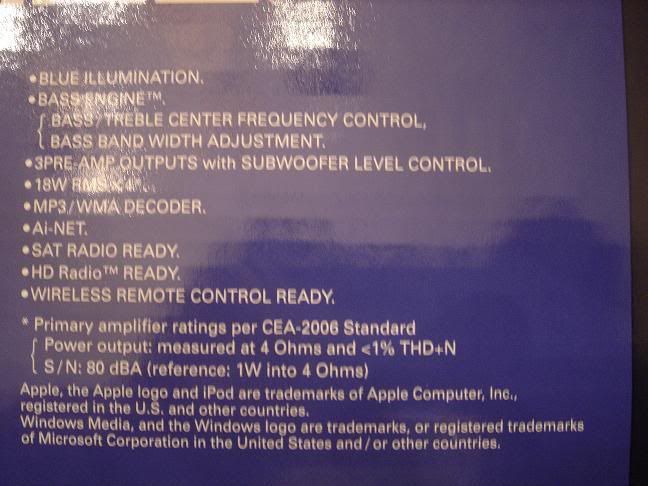 •BLUE ILLUMINATION.
•BASS ENGINE™.
BASS/TREBLE CENTER FREQUENCY CONTROL,
BASS BAND WIDTH ADJUSTMENT.
•3PRE-AMP OUTPUTS with SUBWOOFER LEVEL CONTROL.
•18W RMS x 4
•MP3/WMA DECODER.
•Ai-NET.
•SAT RADIO READY.
•HD Radio™ READY.
•WIRELESS REMOTE CONTROL READY.
* Primary amplifier ratings per CEA-2006 Standard
Power output: measured at 4 Ohms and <1% THD+N
S/N: 80 dBA (reference: 1W into 4 Ohms)
Apple, the Apple logo and iPod are trademarks of Apple Computer, Inc.,
registered in the U.S. and other countries.
Windows Media, and the Windows logo are trademarks, or registered trademarks
of Microsoft Corporation in the United States and/or other countries.